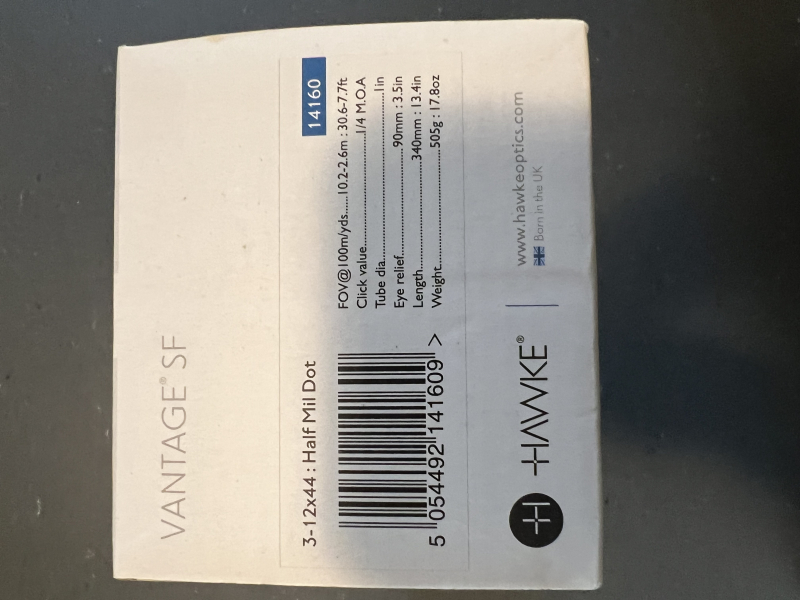 VANTAGE® SF
3-12x44 : Half Mil Dot
14160
FOV@100m/yds.....10.2-2.6m : 30.6-7.7ft
Click value..............................1/4 M.O.A
Tube dia.............................................1in
Eye relief.............................90mm : 3.5in
Length.............................340mm : 13.4in
Weight.............................505g : 17.8oz
5 054492 141609 >
H HAWKE®
www.hawkeoptics.com
Born in the UK